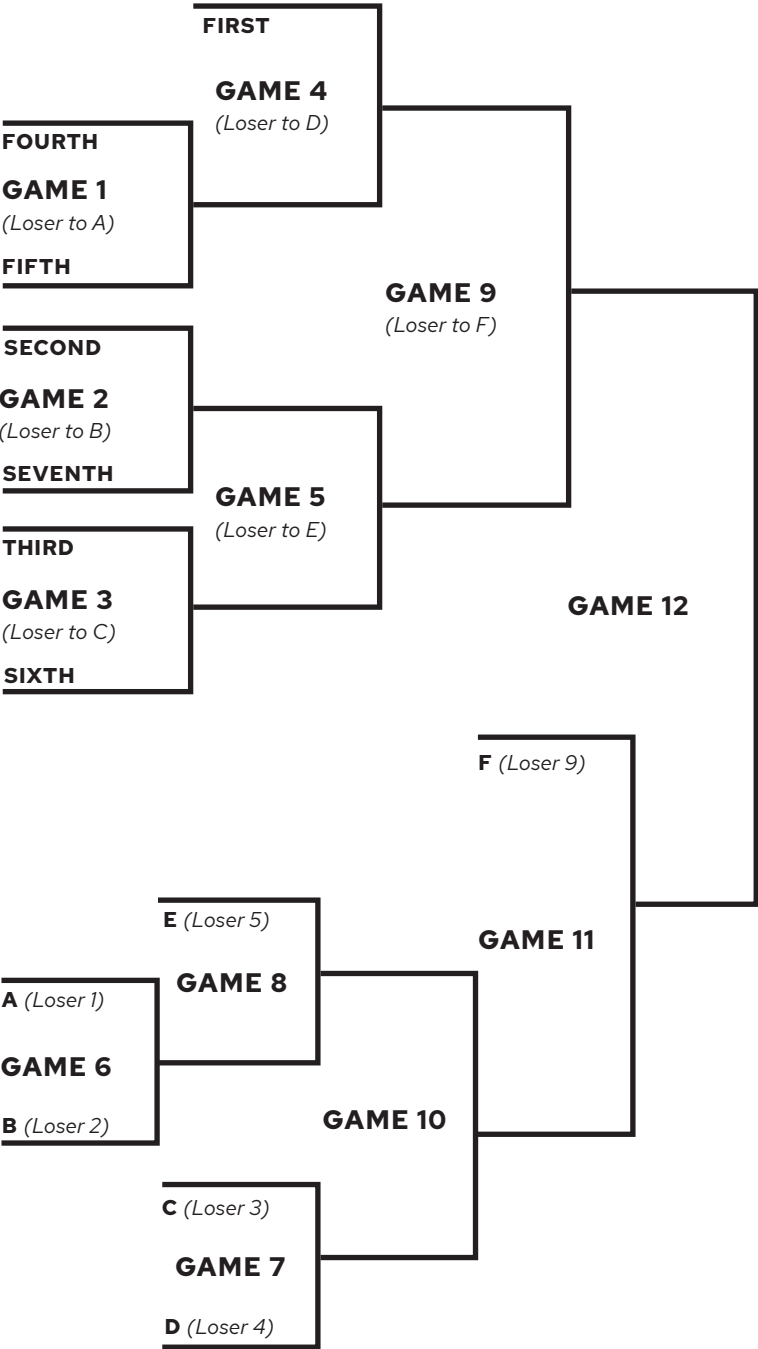 FIRST
GAME 4
(Loser to D)
FOURTH
GAME 1
(Loser to A)
FIFTH
GAME 9
(Loser to F)
SECOND
GAME 2
(Loser to B)
SEVENTH
GAME 5
(Loser to E)
THIRD
GAME 3
(Loser to C)
SIXTH
GAME 12
F (Loser 9)
E (Loser 5)
GAME 11
GAME 8
A (Loser 1)
GAME 6
B (Loser 2)
GAME 10
C (Loser 3)
GAME 7
D (Loser 4)